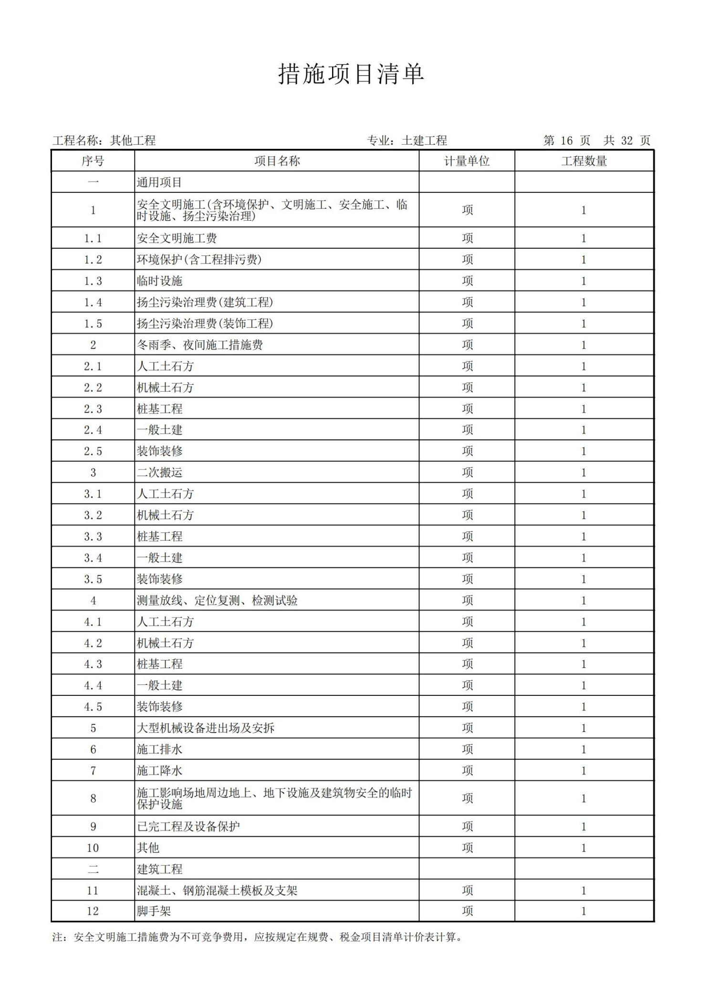 措施项目清单
工程名称：其他工程 专业：土建工程 第 16 页 共 32 页
序号 项目名称 计量单位 工程数量
一 通用项目
1 安全文明施工(含环境保护、文明施工、安全施工、临
时设施、扬尘污染治理) 项 1
1.1 安全文明施工费 项 1
1.2 环境保护(含工程排污费) 项 1
1.3 临时设施 项 1
1.4 扬尘污染治理费(建筑工程) 项 1
1.5 扬尘污染治理费(装饰工程) 项 1
2 冬雨季、夜间施工措施费 项 1
2.1 人工土石方 项 1
2.2 机械土石方 项 1
2.3 桩基工程 项 1
2.4 一般土建 项 1
2.5 装饰装修 项 1
3 二次搬运 项 1
3.1 人工土石方 项 1
3.2 机械土石方 项 1
3.3 桩基工程 项 1
3.4 一般土建 项 1
3.5 装饰装修 项 1
4 测量放线、定位复测、检测试验 项 1
4.1 人工土石方 项 1
4.2 机械土石方 项 1
4.3 桩基工程 项 1
4.4 一般土建 项 1
4.5 装饰装修 项 1
5 大型机械设备进出场及安拆 项 1
6 施工排水 项 1
7 施工降水 项 1
8 施工影响场地周边地上、地下设施及建筑物安全的临时
保护设施 项 1
9 已完工程及设备保护 项 1
10 其他 项 1
二 建筑工程
11 混凝土、钢筋混凝土模板及支架 项 1
12 脚手架 项 1
注：安全文明施工措施费为不可竞争费用，应按规定在规费、税金项目清单计价表计算。